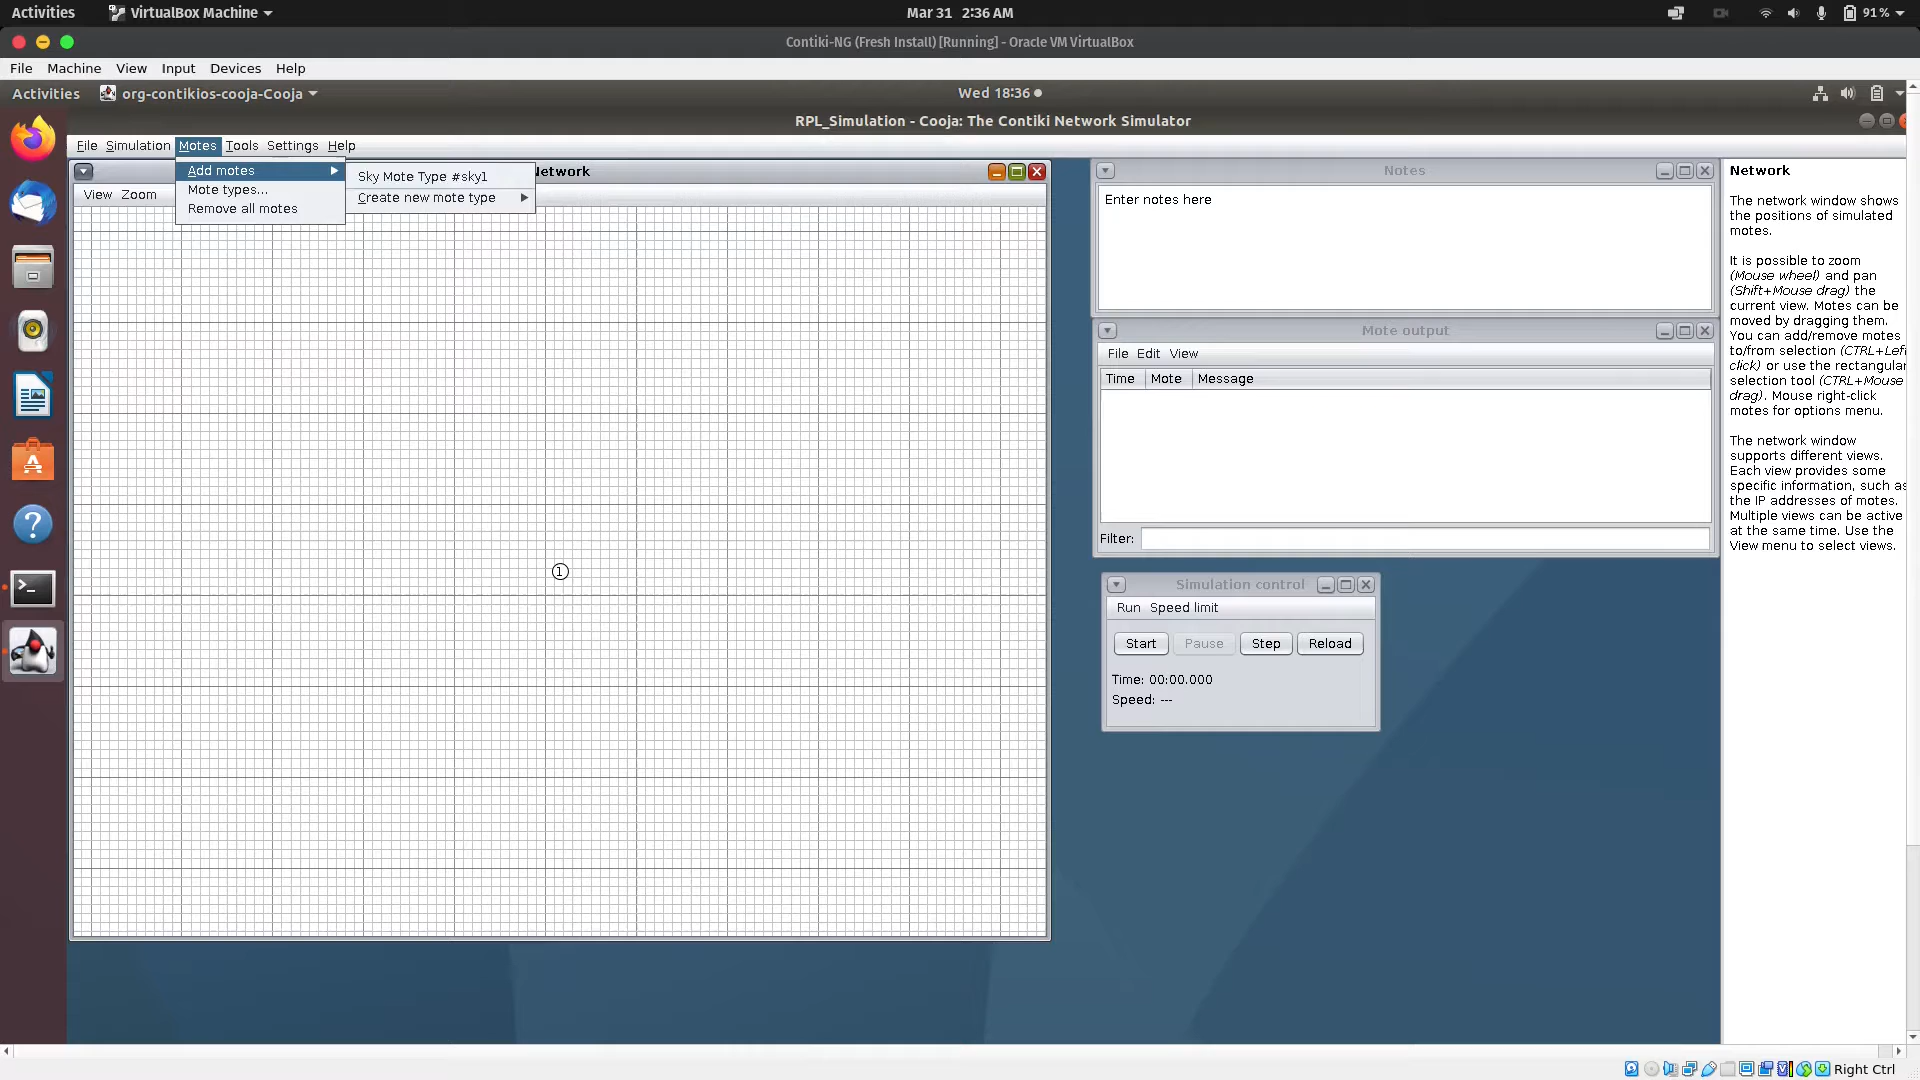 Activities VirtualBox Machine Mar 31 2:36 AM 91 %
Contiki-NG (Fresh Install) [Running] - Oracle VM VirtualBox
File Machine View Input Devices Help
Activities org-contikios-cooja-Cooja Wed 18:36
RPL_Simulation - Cooja: The Contiki Network Simulator
File Simulation Motes Tools Settings Help
Add motes
Mote types...
Remove all motes
Sky Mote Type #sky1
Create new mote type
Network
View Zoom
1
Notes
Enter notes here
Mote output
File Edit View
Time Mote Message
Filter:
Simulation control
Run Speed limit
Start Pause Step Reload
Time: 00:00.000
Speed: ---
Network
The network window shows
the positions of simulated
motes.
It is possible to zoom
(Mouse wheel) and pan
(Shift+Mouse drag) the
current view. Motes can be
moved by dragging them.
You can add/remove motes
to/from selection (CTRL+Left
click) or use the rectangular
selection tool (CTRL+Mouse
drag). Mouse right-click
motes for options menu.
The network window
supports different views.
Each view provides some
specific information, such as
the IP addresses of motes.
Multiple views can be active
at the same time. Use the
View menu to select views.
Right Ctrl